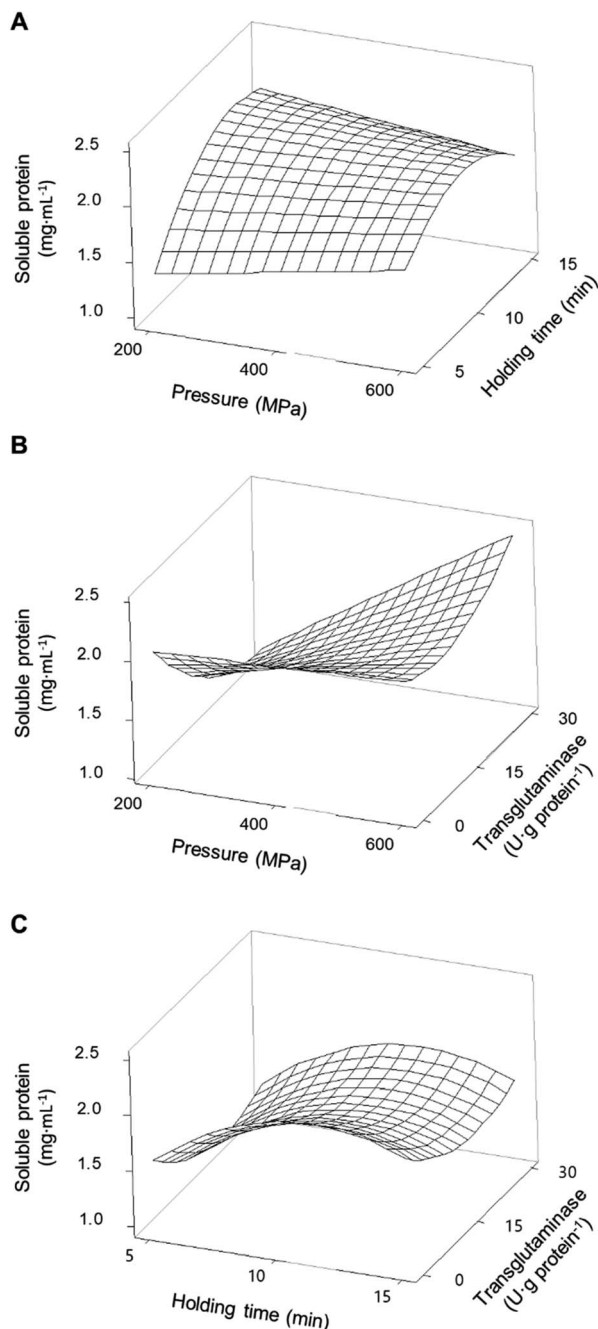 A
2.5
2.0
1.5
1.0
Soluble protein
(mg·mL-1)
200
400
600
Pressure (MPa)
5
10
15
Holding time (min)
B
2.5
2.0
1.5
1.0
Soluble protein
(mg·mL-1)
200
400
600
Pressure (MPa)
0
15
30
Transglutaminase
(U·g protein-1)
C
2.5
2.0
1.5
1.0
Soluble protein
(mg·mL-1)
5
10
15
Holding time (min)
0
15
30
Transglutaminase
(U·g protein-1)